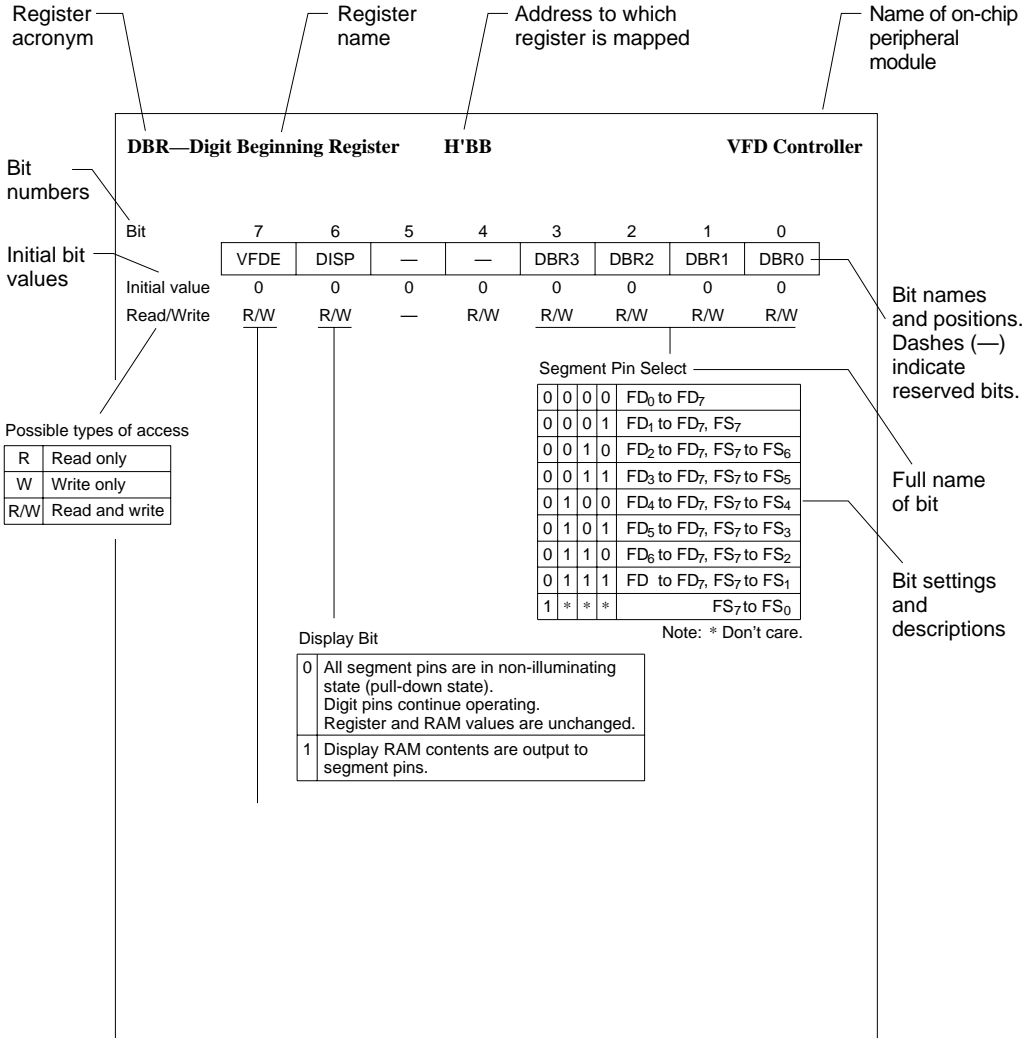 Register acronym
Register name
Address to which register is mapped
Name of on-chip peripheral module
DBR—Digit Beginning Register H'BB VFD Controller
Bit numbers
Bit 7 6 5 4 3 2 1 0
Initial bit values
VFDE DISP — — DBR3 DBR2 DBR1 DBR0
Initial value 0 0 0 0 0 0 0 0
Read/Write R/W R/W — R/W R/W R/W R/W R/W
Bit names and positions. Dashes (—) indicate reserved bits.
Possible types of access
R Read only
W Write only
R/W Read and write
Segment Pin Select
0 0 0 0 FD0 to FD7
0 0 0 1 FD1 to FD7, FS7
0 0 1 0 FD2 to FD7, FS7 to FS6
0 0 1 1 FD3 to FD7, FS7 to FS5
0 1 0 0 FD4 to FD7, FS7 to FS4
0 1 0 1 FD5 to FD7, FS7 to FS3
0 1 1 0 FD6 to FD7, FS7 to FS2
0 1 1 1 FD to FD7, FS7 to FS1
1 * * * FS7 to FS0
Note: * Don't care.
Full name of bit
Bit settings and descriptions
Display Bit
0 All segment pins are in non-illuminating
state (pull-down state).
Digit pins continue operating.
Register and RAM values are unchanged.
1 Display RAM contents are output to
segment pins.